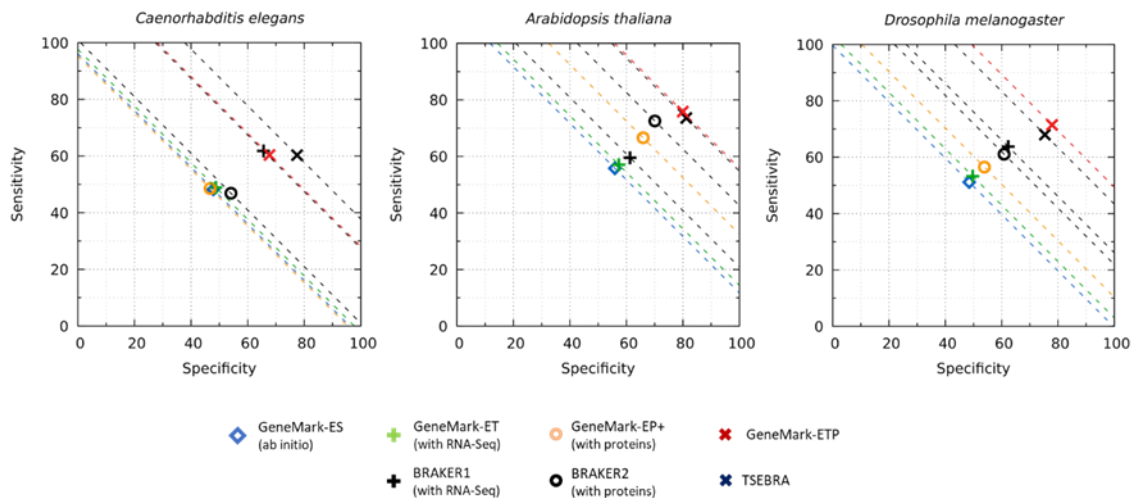 Caenorhabditis elegans
Arabidopsis thaliana
Drosophila melanogaster
100
80
60
40
20
0
Sensitivity
0 20 40 60 80 100
Specificity
100
80
60
40
20
0
Sensitivity
0 20 40 60 80 100
Specificity
100
80
60
40
20
0
Sensitivity
0 20 40 60 80 100
Specificity
GeneMark-ES
(ab initio)
GeneMark-ET
(with RNA-Seq)
GeneMark-EP+
(with proteins)
GeneMark-ETP
BRAKER1
(with RNA-Seq)
BRAKER2
(with proteins)
TSEBRA